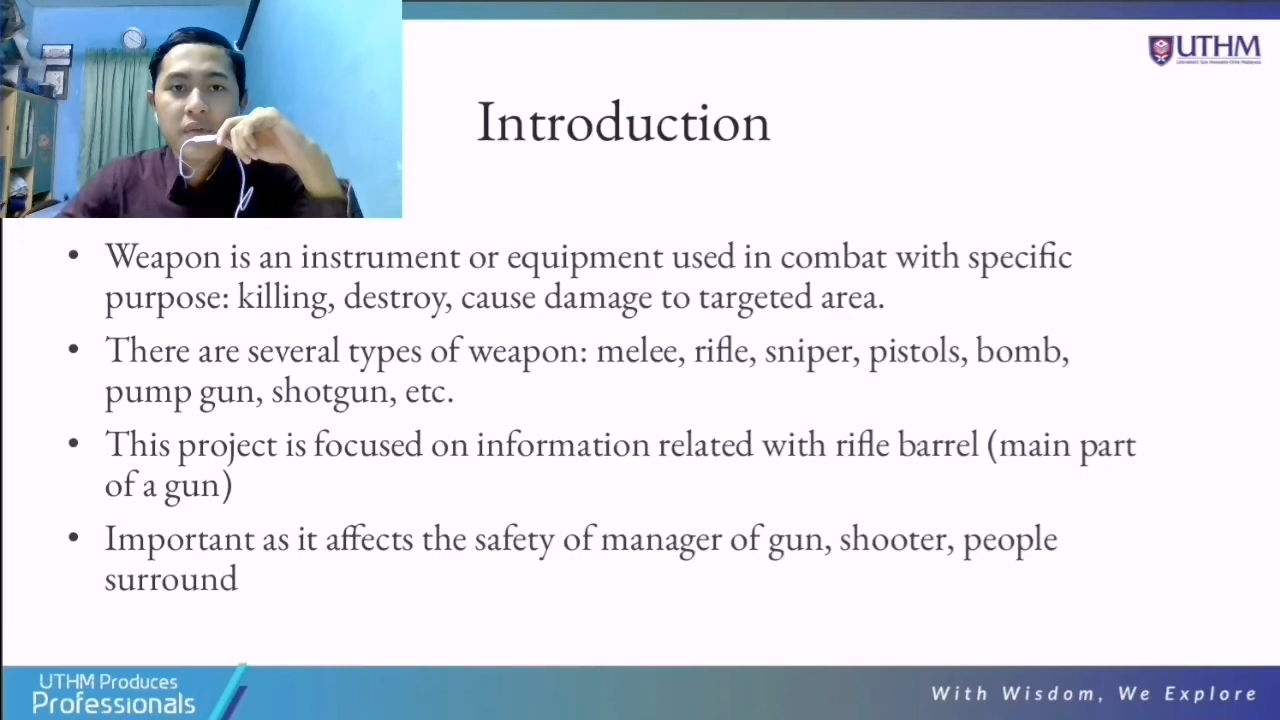 UTHM
Introduction
• Weapon is an instrument or equipment used in combat with specific
purpose: killing, destroy, cause damage to targeted area.
• There are several types of weapon: melee, rifle, sniper, pistols, bomb,
pump gun, shotgun, etc.
• This project is focused on information related with rifle barrel (main part
of a gun)
• Important as it affects the safety of manager of gun, shooter, people
surround
UTHM Produces
Professionals
With Wisdom, We Explore